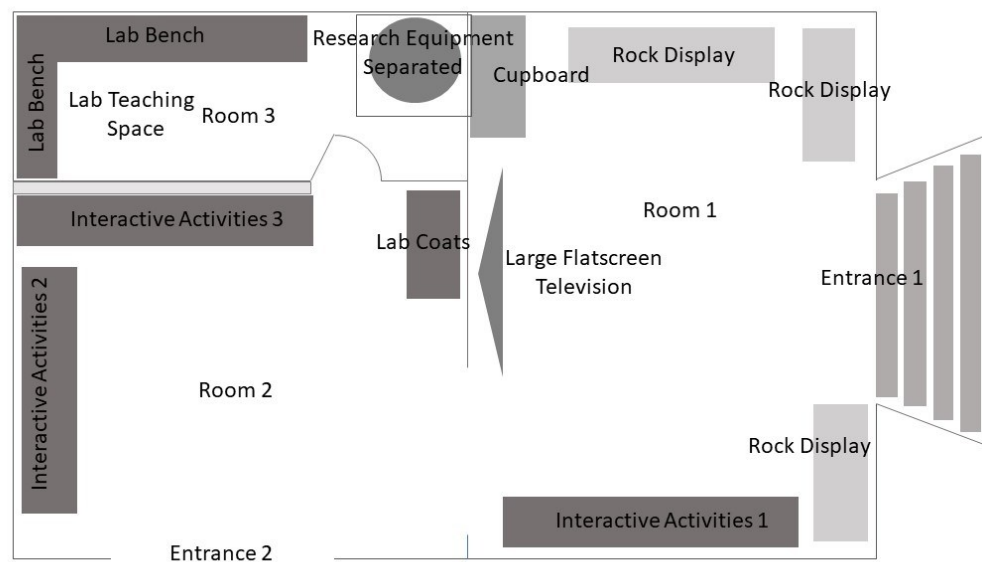 Lab Bench
Research Equipment
Separated
Cupboard
Rock Display
Rock Display
Lab Bench
Lab Teaching
Space
Room 3
Interactive Activities 3
Lab Coats
Room 1
Large Flatscreen
Television
Entrance 1
Interactive Activities 2
Room 2
Rock Display
Interactive Activities 1
Entrance 2